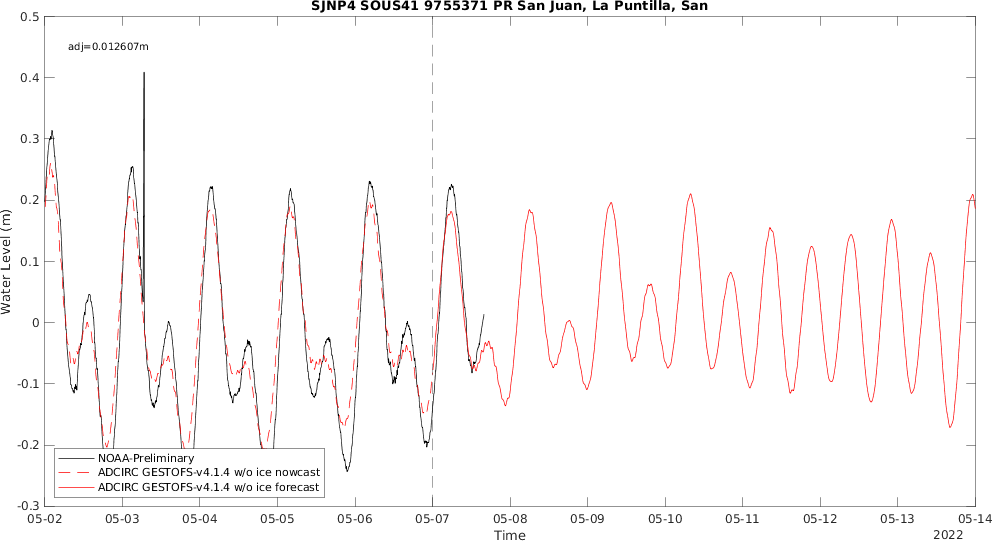 SJNP4 SOUS41 9755371 PR San Juan, La Puntilla, San
adj=0.012607m
0.5
0.4
0.3
0.2
0.1
0
-0.1
-0.2
-0.3
Water Level (m)
NOAA-Preliminary
ADCIRC GESTOFS-v4.1.4 w/o ice nowcast
ADCIRC GESTOFS-v4.1.4 w/o ice forecast
05-02 05-03 05-04 05-05 05-06 05-07 05-08 05-09 05-10 05-11 05-12 05-13 05-14
Time
2022